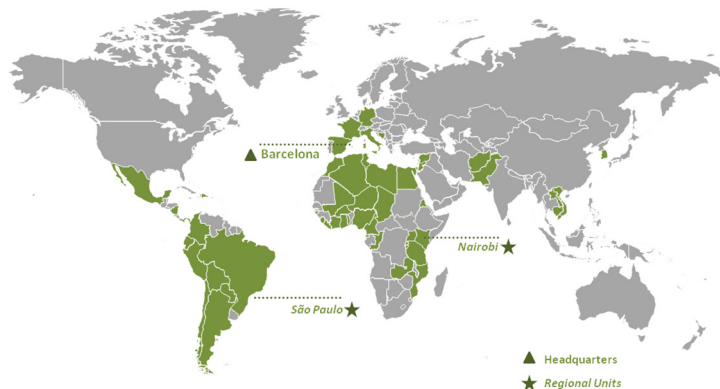 Barcelona
Nairobi
São Paulo
Headquarters
Regional Units